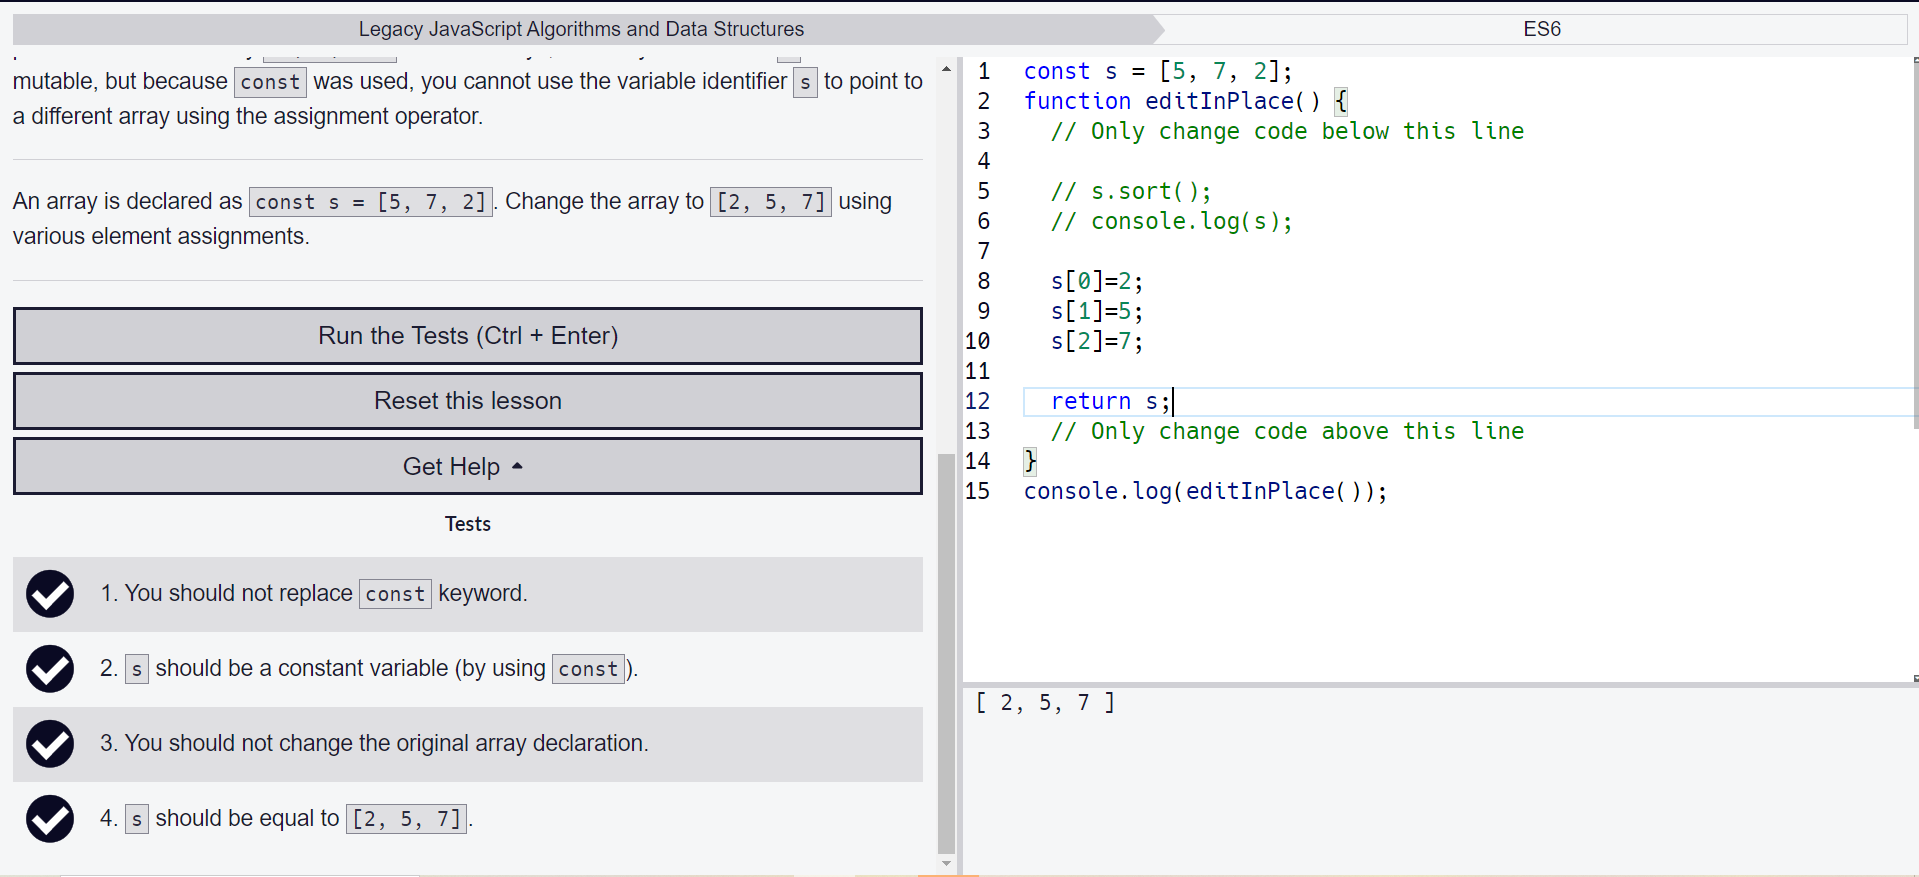 Legacy JavaScript Algorithms and Data Structures
ES6
mutable, but because const was used, you cannot use the variable identifier s to point to
a different array using the assignment operator.
An array is declared as const s = [5, 7, 2]. Change the array to [2, 5, 7] using
various element assignments.
Run the Tests (Ctrl + Enter)
Reset this lesson
Get Help
Tests
1. You should not replace const keyword.
2. s should be a constant variable (by using const).
3. You should not change the original array declaration.
4. s should be equal to [2, 5, 7].
1 const s = [5, 7, 2];
2 function editInPlace() {
3 // Only change code below this line
4
5 // s.sort();
6 // console.log(s);
7
8 s[0]=2;
9 s[1]=5;
10 s[2]=7;
11
12 return s;
13 // Only change code above this line
14 }
15 console.log(editInPlace());
[ 2, 5, 7 ]